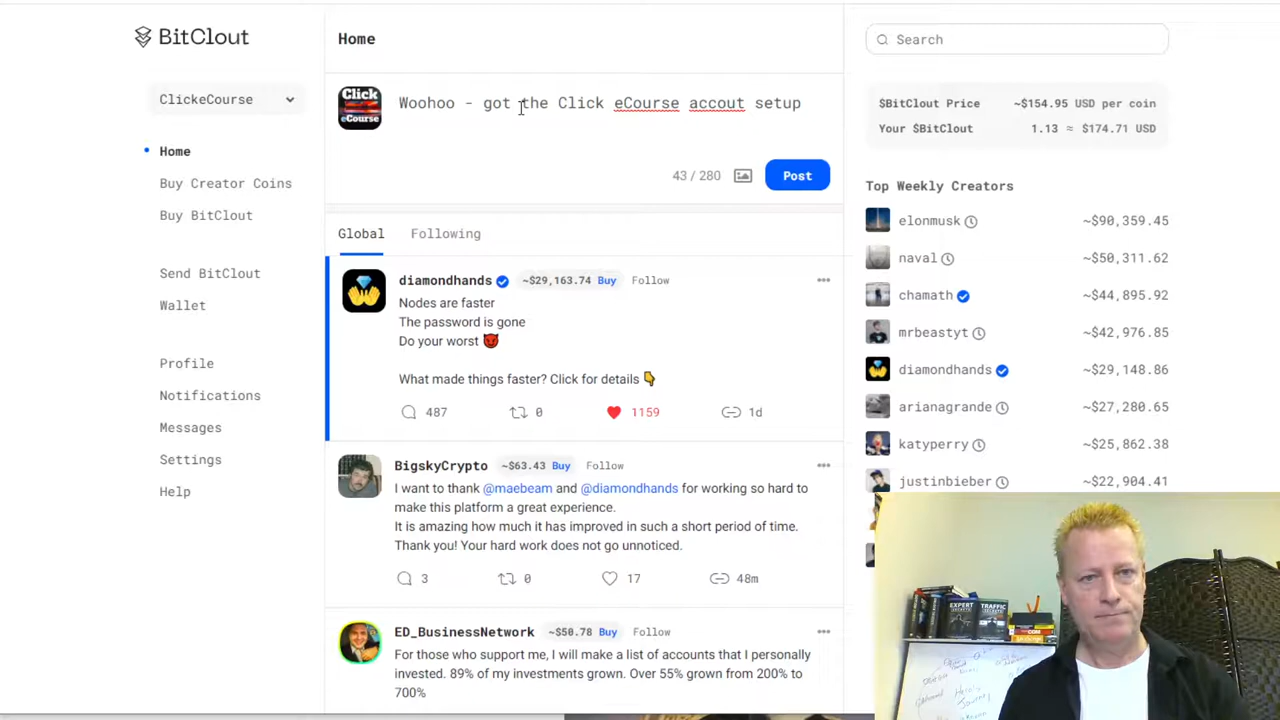 BitClout
ClickeCourse
Home
Buy Creator Coins
Buy BitClout
Send BitClout
Wallet
Profile
Notifications
Messages
Settings
Help
Home
Click
eCourse
Woohoo - got the Click eCourse accout setup
43 / 280
Post
Global
Following
diamondhands ~$29,163.74 Buy Follow
Nodes are faster
The password is gone
Do your worst
What made things faster? Click for details
487 0 1159 1d
BigskyCrypto ~$63.43 Buy Follow
I want to thank @maebeam and @diamondhands for working so hard to
make this platform a great experience.
It is amazing how much it has improved in such a short period of time.
Thank you! Your hard work does not go unnoticed.
3 0 17 48m
ED_BusinessNetwork ~$50.78 Buy Follow
For those who support me, I will make a list of accounts that I personally
invested. 89% of my investments grown. Over 55% grown from 200% to
700%
Search
$BitClout Price ~$154.95 USD per coin
Your $BitClout 1.13 ≈ $174.71 USD
Top Weekly Creators
elonmusk ~$90,359.45
naval ~$50,311.62
chamath ~$44,895.92
mrbeastyt ~$42,976.85
diamondhands ~$29,148.86
arianagrande ~$27,280.65
katyperry ~$25,862.38
justinbieber ~$22,904.41
EXPERT
SECRETS
TRAFFIC
SECRETS